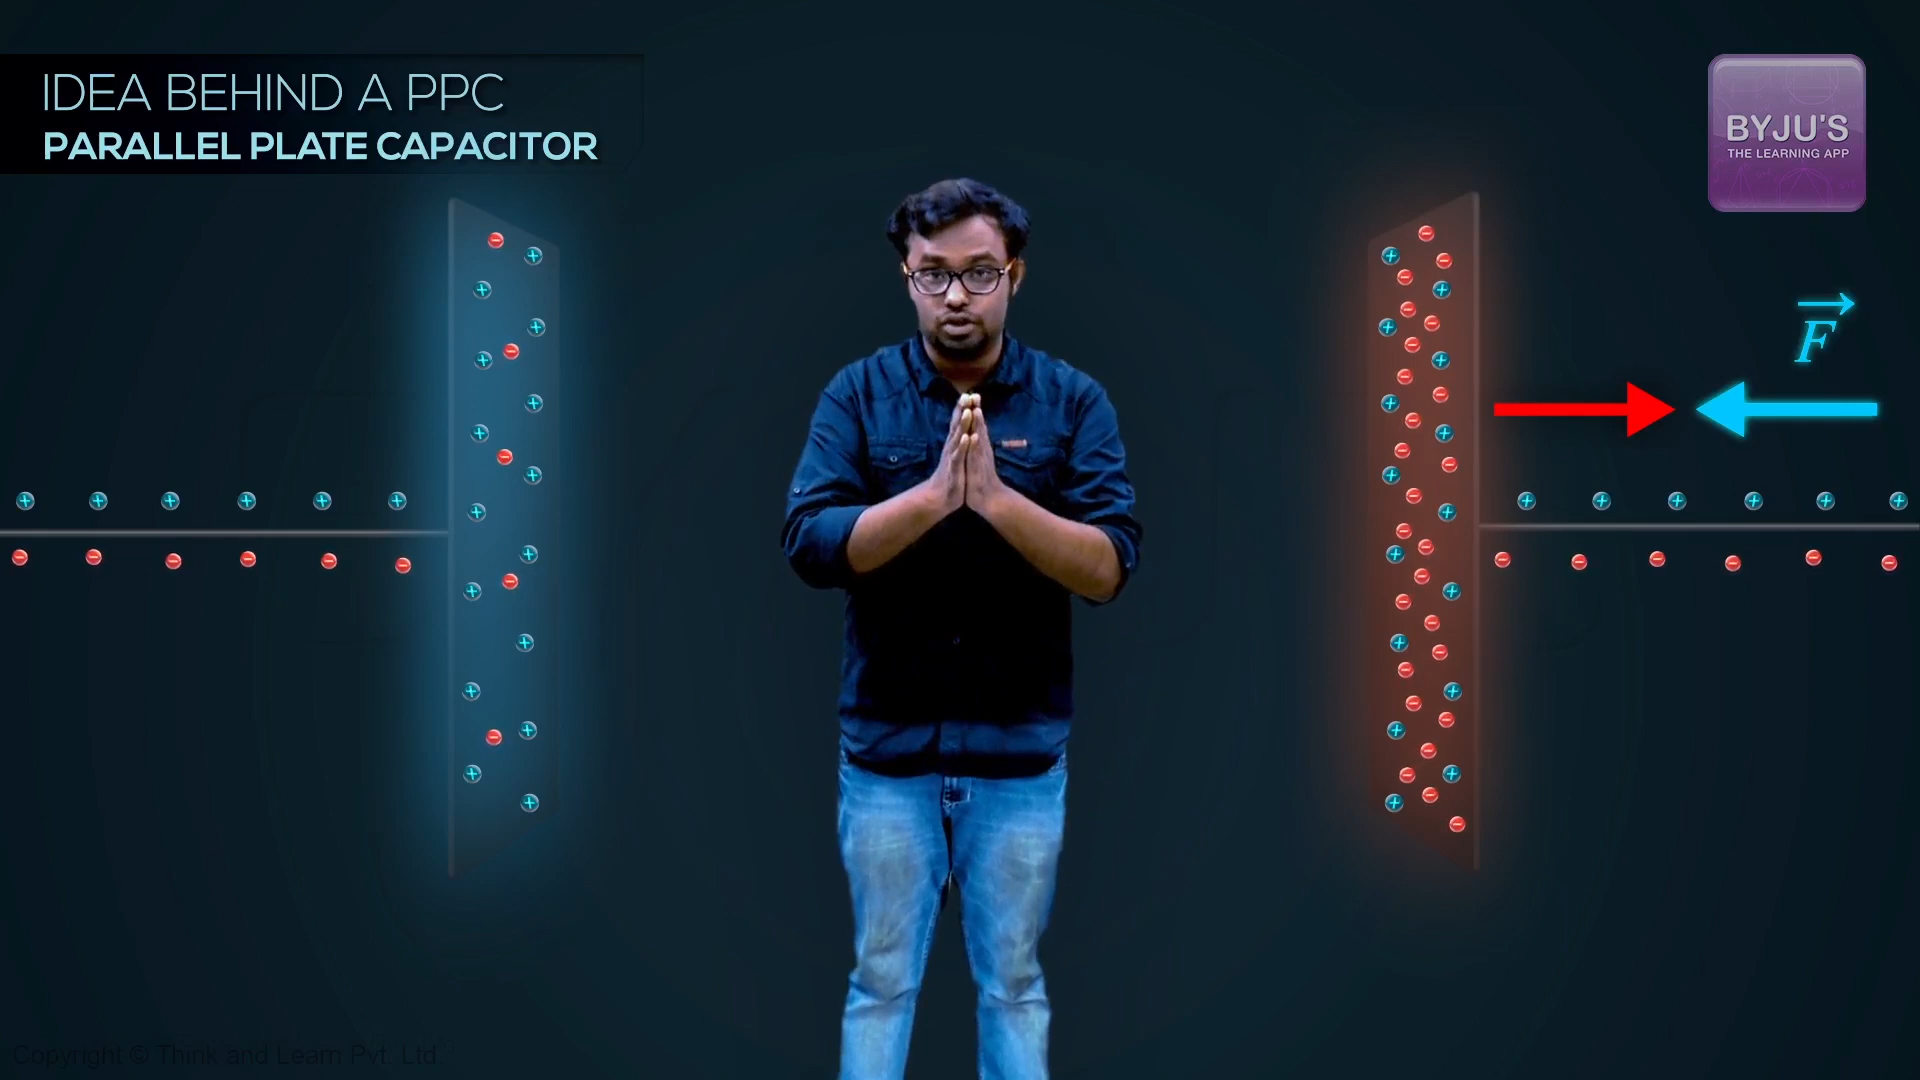 IDEA BEHIND A PPC
PARALLEL PLATE CAPACITOR
BYJU'S
THE LEARNING APP
F
Copyright © Think and Learn Pvt. Ltd.